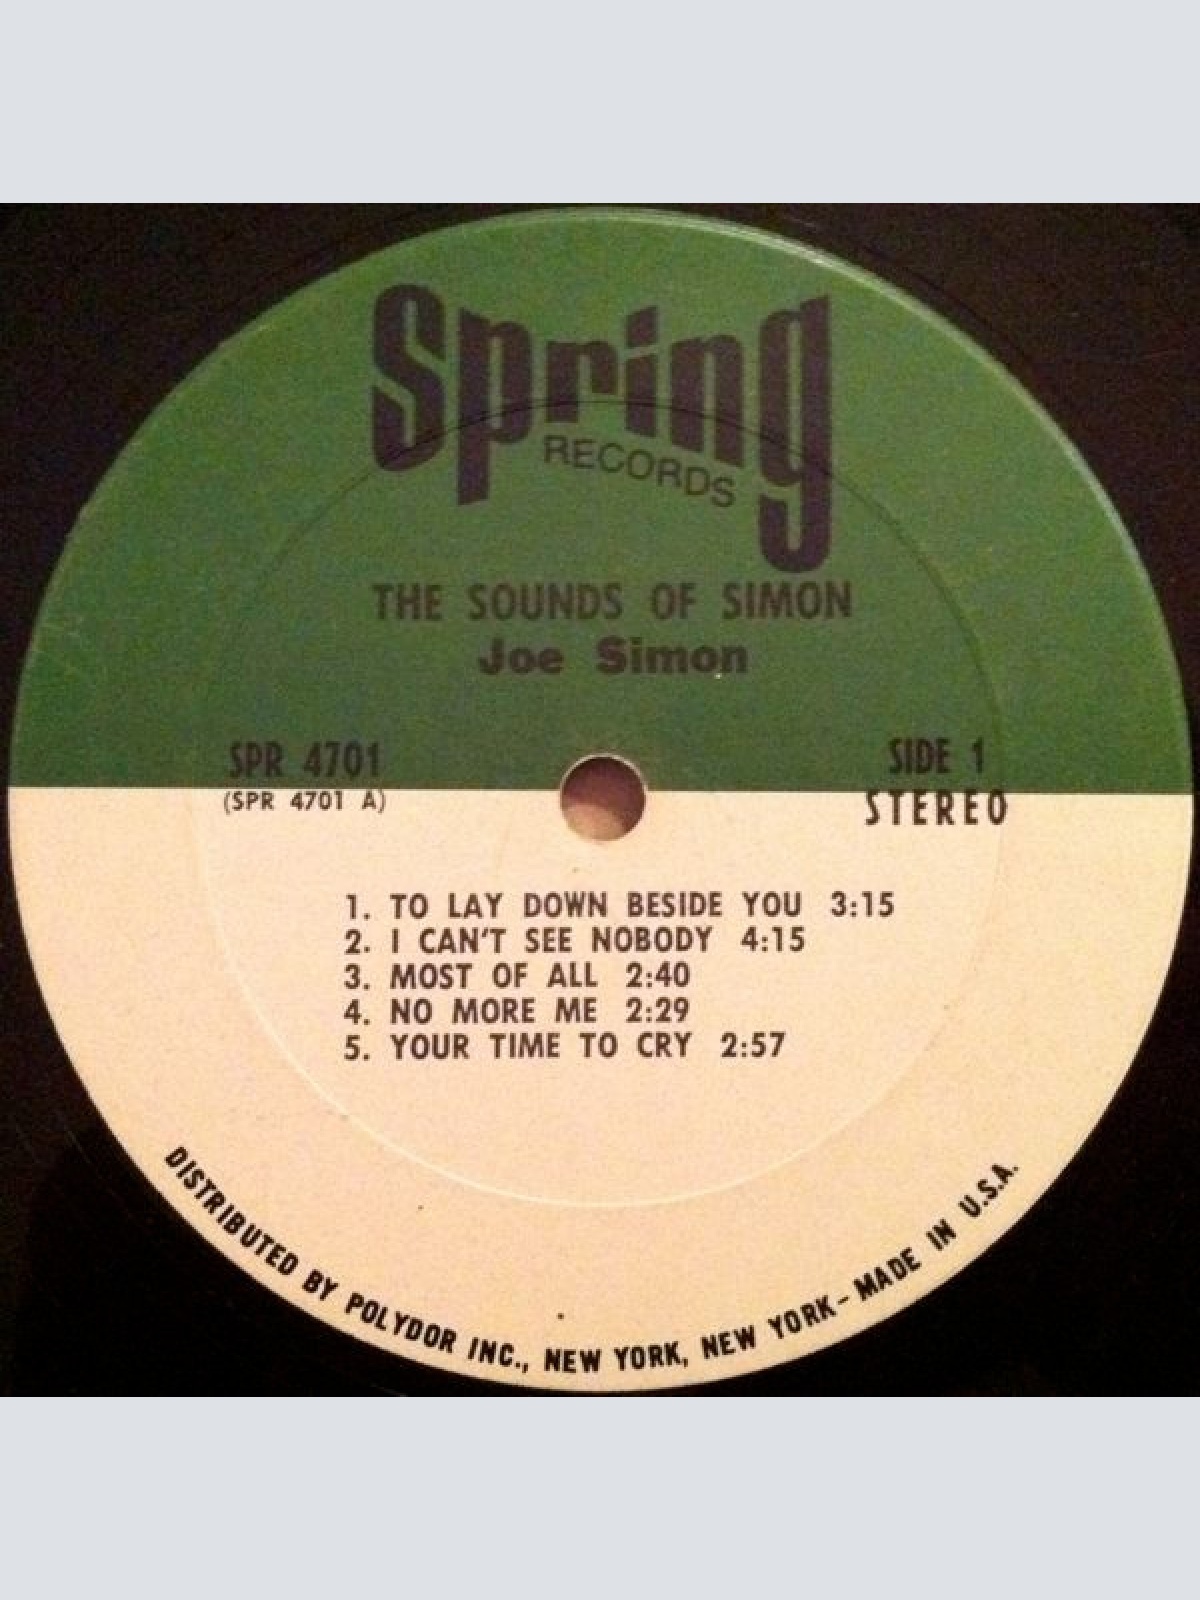 Spring
RECORDS
THE SOUNDS OF SIMON
Joe Simon
SPR 4701
(SPR 4701 A)
SIDE 1
STEREO
1. TO LAY DOWN BESIDE YOU 3:15
2. I CAN'T SEE NOBODY 4:15
3. MOST OF ALL 2:40
4. NO MORE ME 2:29
5. YOUR TIME TO CRY 2:57
DISTRIBUTED BY POLYDOR INC., NEW YORK, NEW YORK - MADE IN U.S.A.